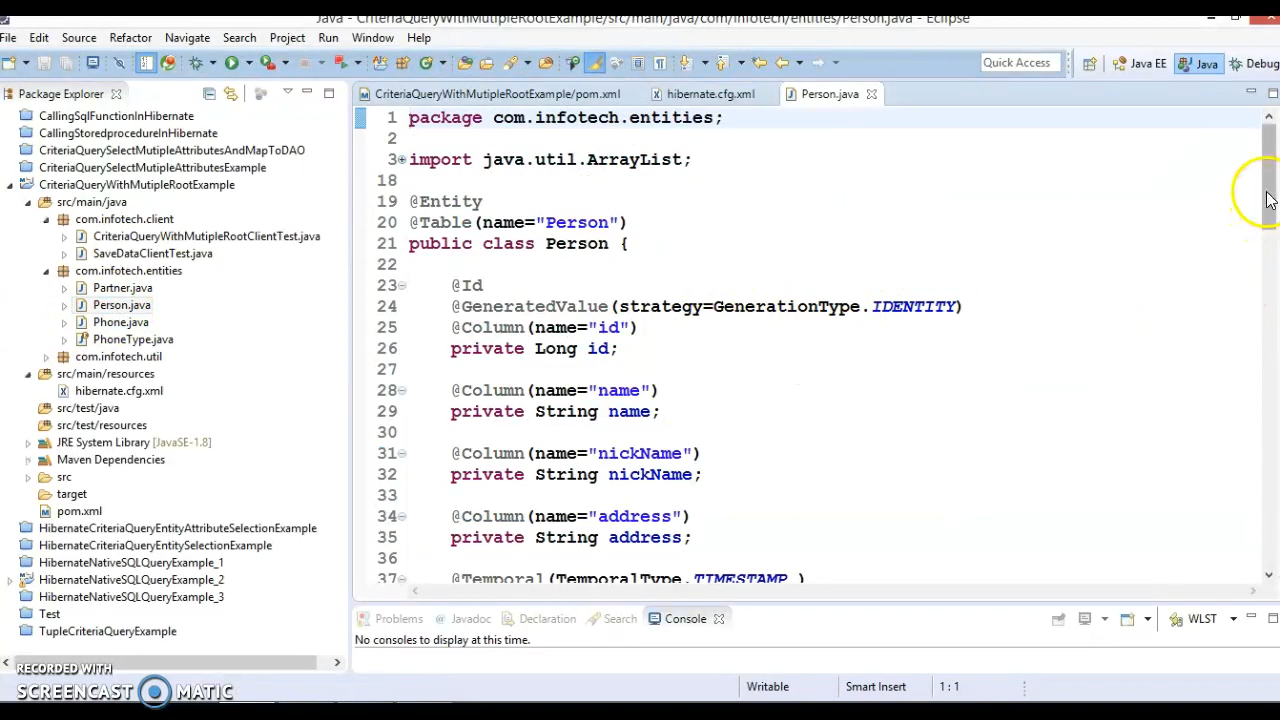 Java - CriteriaQueryWithMutipleRootExample/src/main/java/com/infotech/entities/Person.java - Eclipse
File Edit Source Refactor Navigate Search Project Run Window Help
Quick Access Java EE Java Debug
Package Explorer
CallingSqlFunctionInHibernate
CallingStoredprocedureInHibernate
CriteriaQuerySelectMutipleAttributesAndMapToDAO
CriteriaQuerySelectMutipleAttributesExample
CriteriaQueryWithMutipleRootExample
src/main/java
com.infotech.client
CriteriaQueryWithMutipleRootClientTest.java
SaveDataClientTest.java
com.infotech.entities
Partner.java
Person.java
Phone.java
PhoneType.java
com.infotech.util
src/main/resources
hibernate.cfg.xml
src/test/java
src/test/resources
JRE System Library [JavaSE-1.8]
Maven Dependencies
src
target
pom.xml
HibernateCriteriaQueryEntityAttributeSelectionExample
HibernateCriteriaQueryEntitySelectionExample
HibernateNativeSQLQueryExample_1
HibernateNativeSQLQueryExample_2
HibernateNativeSQLQueryExample_3
Test
TupleCriteriaQueryExample
CriteriaQueryWithMutipleRootExample/pom.xml hibernate.cfg.xml Person.java
1 package com.infotech.entities;
2
3 import java.util.ArrayList;
18
19 @Entity
20 @Table(name="Person")
21 public class Person {
22
23 @Id
24 @GeneratedValue(strategy=GenerationType.IDENTITY)
25 @Column(name="id")
26 private Long id;
27
28 @Column(name="name")
29 private String name;
30
31 @Column(name="nickName")
32 private String nickName;
33
34 @Column(name="address")
35 private String address;
36
37 @Temporal(TemporalType.TIMESTAMP )
Problems Javadoc Declaration Search Console WLST
No consoles to display at this time.
Writable Smart Insert 1 : 1
RECORDED WITH
SCREENCAST MATIC